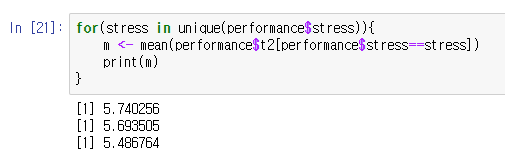 In [21]: for(stress in unique(performance$stress)){
    m <- mean(performance$t2[performance$stress==stress])
    print(m)
}
[1] 5.740256
[1] 5.693505
[1] 5.486764